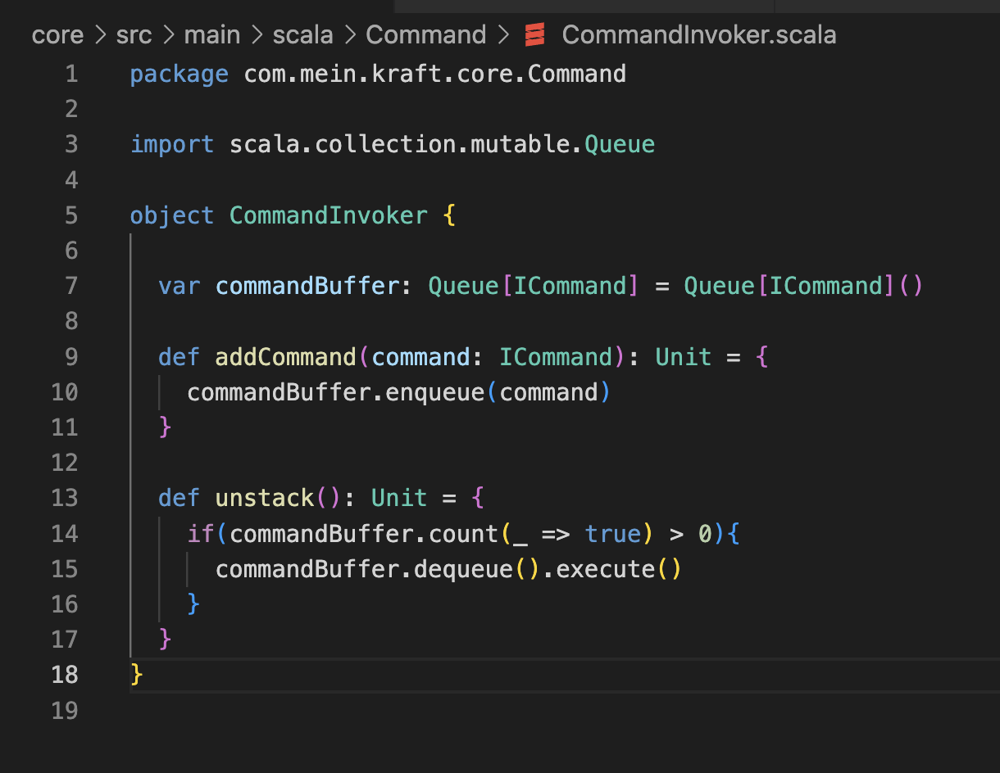 core > src > main > scala > Command > CommandInvoker.scala
1 package com.mein.kraft.core.Command
2
3 import scala.collection.mutable.Queue
4
5 object CommandInvoker {
6
7   var commandBuffer: Queue[ICommand] = Queue[ICommand]()
8
9   def addCommand(command: ICommand): Unit = {
10     commandBuffer.enqueue(command)
11   }
12
13   def unstack(): Unit = {
14     if(commandBuffer.count(_ => true) > 0){
15       commandBuffer.dequeue().execute()
16     }
17   }
18 }
19